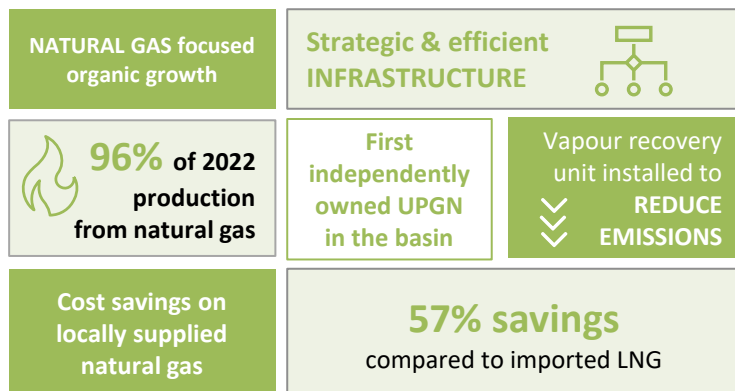 NATURAL GAS focused
organic growth
Strategic & efficient
INFRASTRUCTURE
96% of 2022
production
from natural gas
First
independently
owned UPGN
in the basin
Vapour recovery
unit installed to
REDUCE
EMISSIONS
Cost savings on
locally supplied
natural gas
57% savings
compared to imported LNG